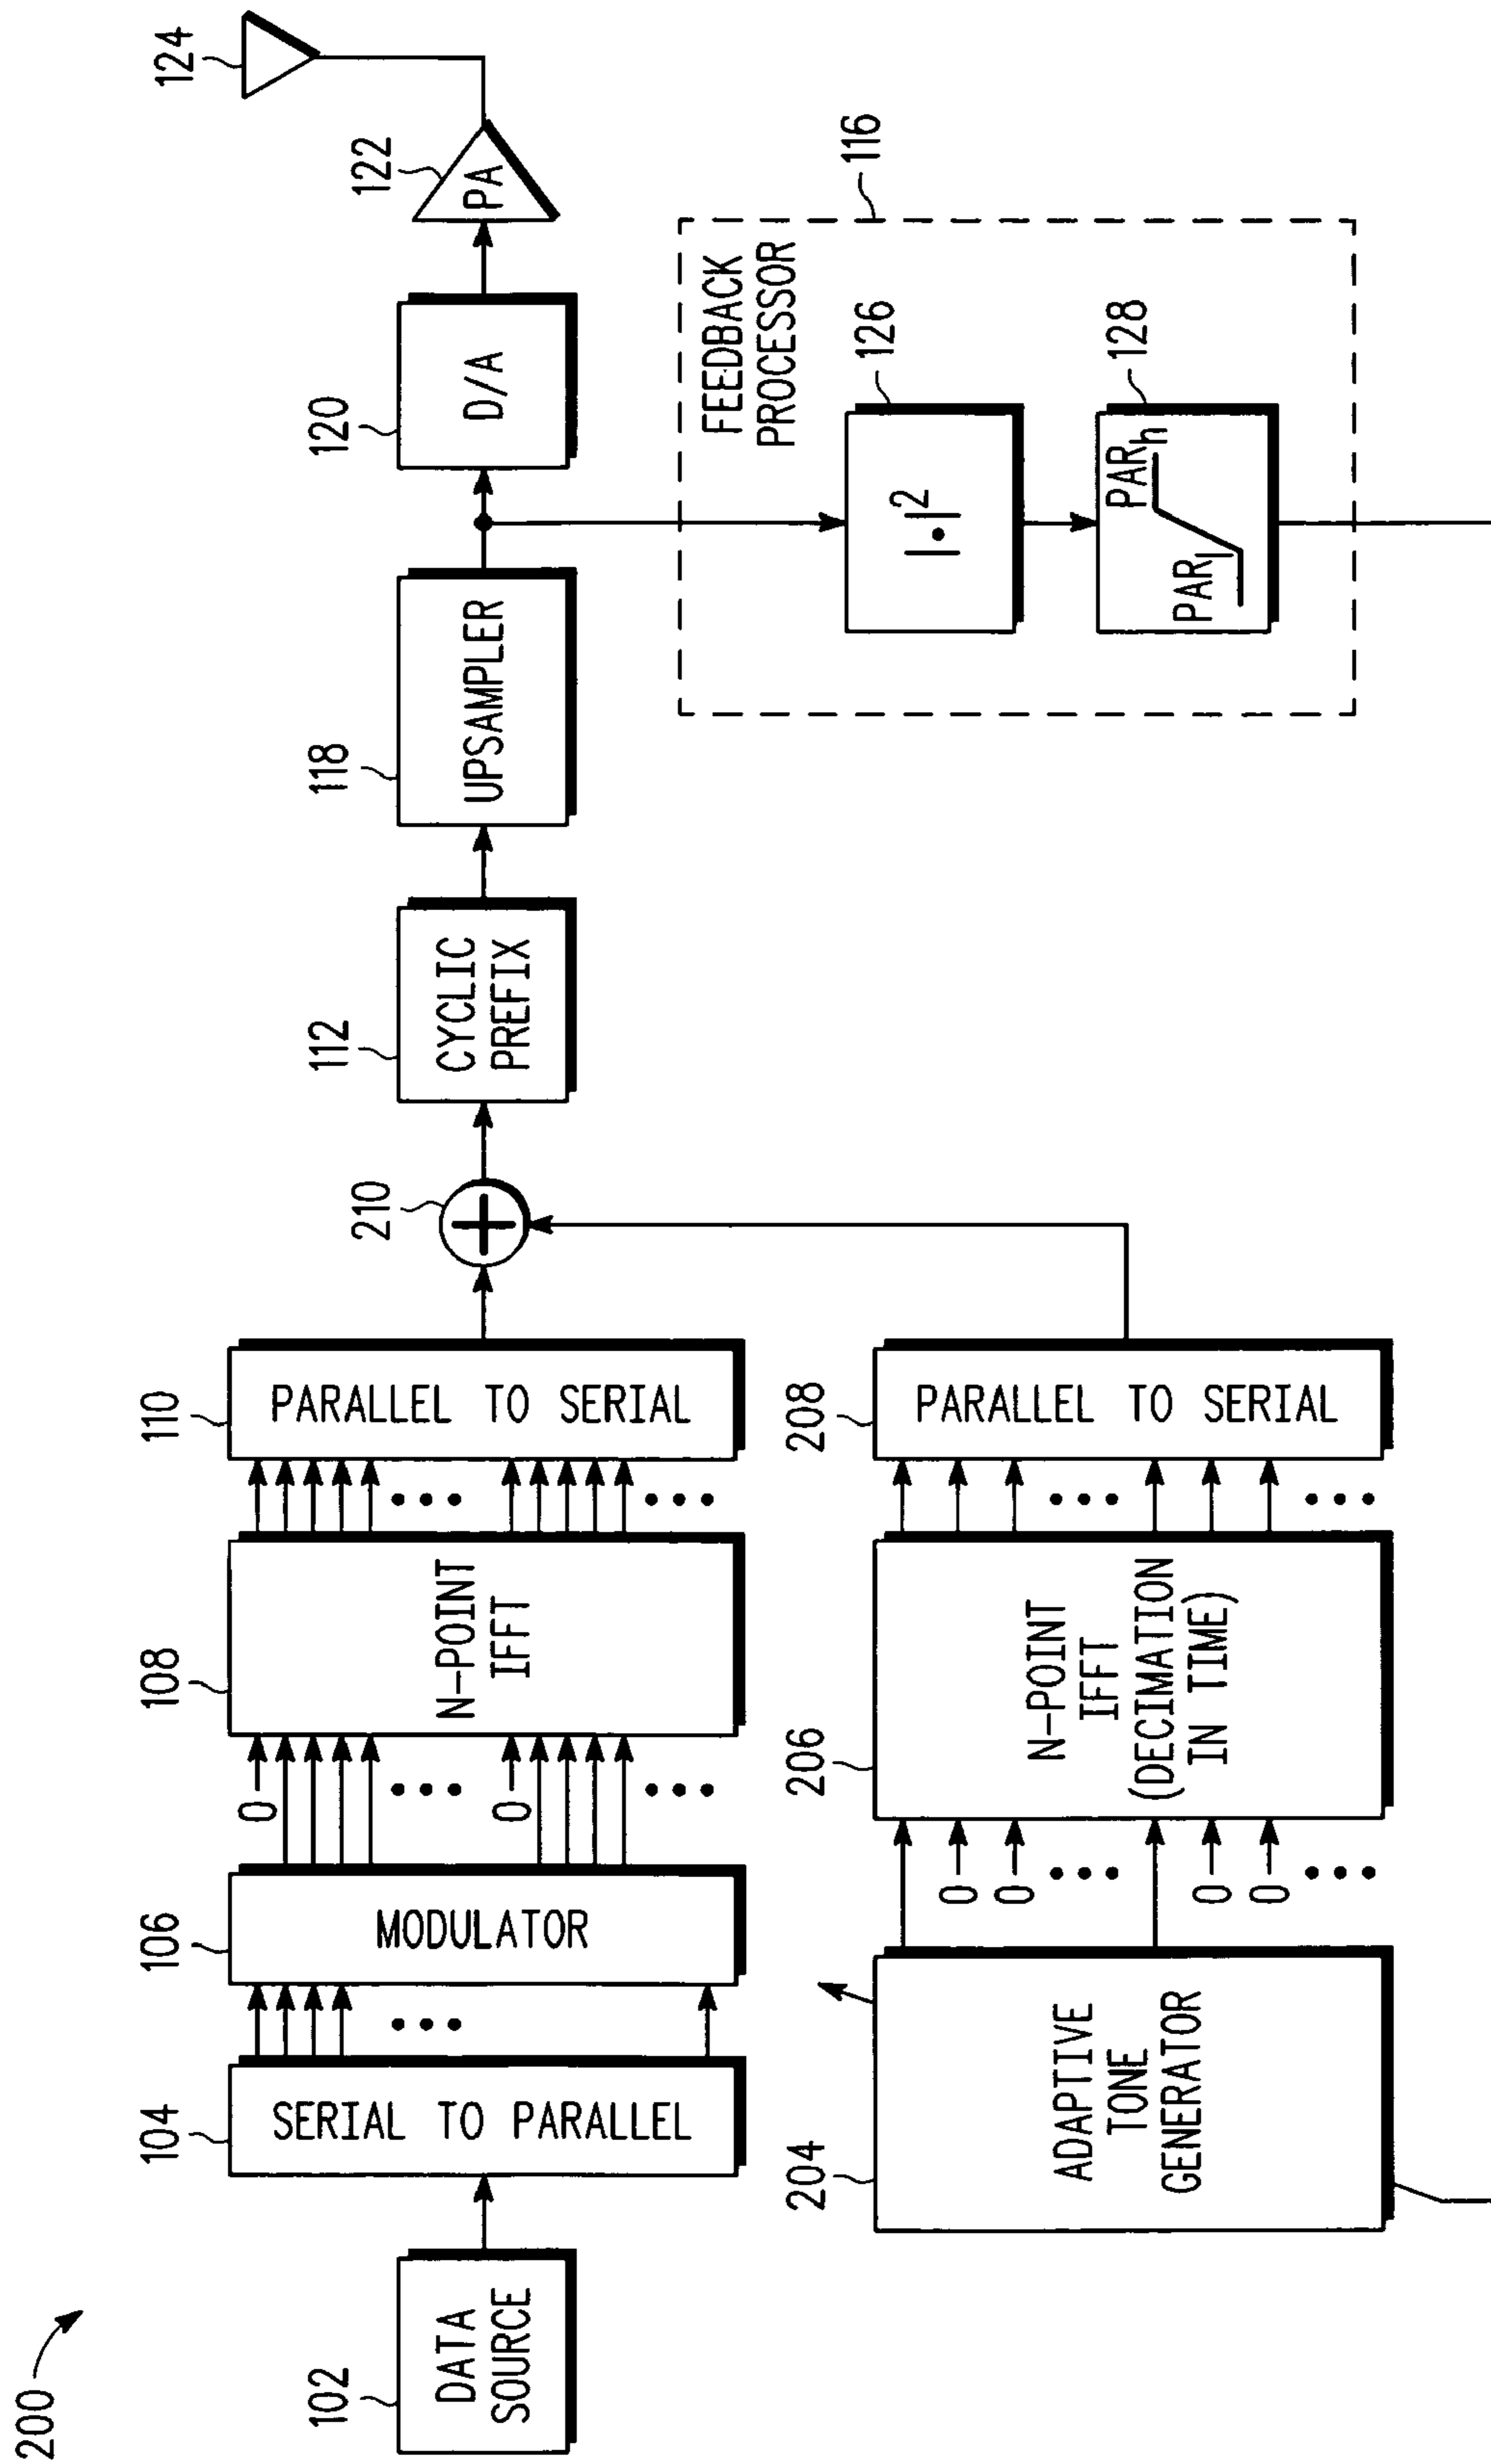 200
102
DATA
SOURCE
104
SERIAL TO PARALLEL
106
MODULATOR
0
0
108
N-POINT
IFFT
110
PARALLEL TO SERIAL
210
112
CYCLIC
PREFIX
118
UPSAMPLER
120
D/A
122
PA
124
204
ADAPTIVE
TONE
GENERATOR
0
0
0
0
206
N-POINT
IFFT
(DECIMATION
IN TIME)
208
PARALLEL TO SERIAL
FEEDBACK
PROCESSOR
116
126
|•|²
128
PARₕ
PARₗ